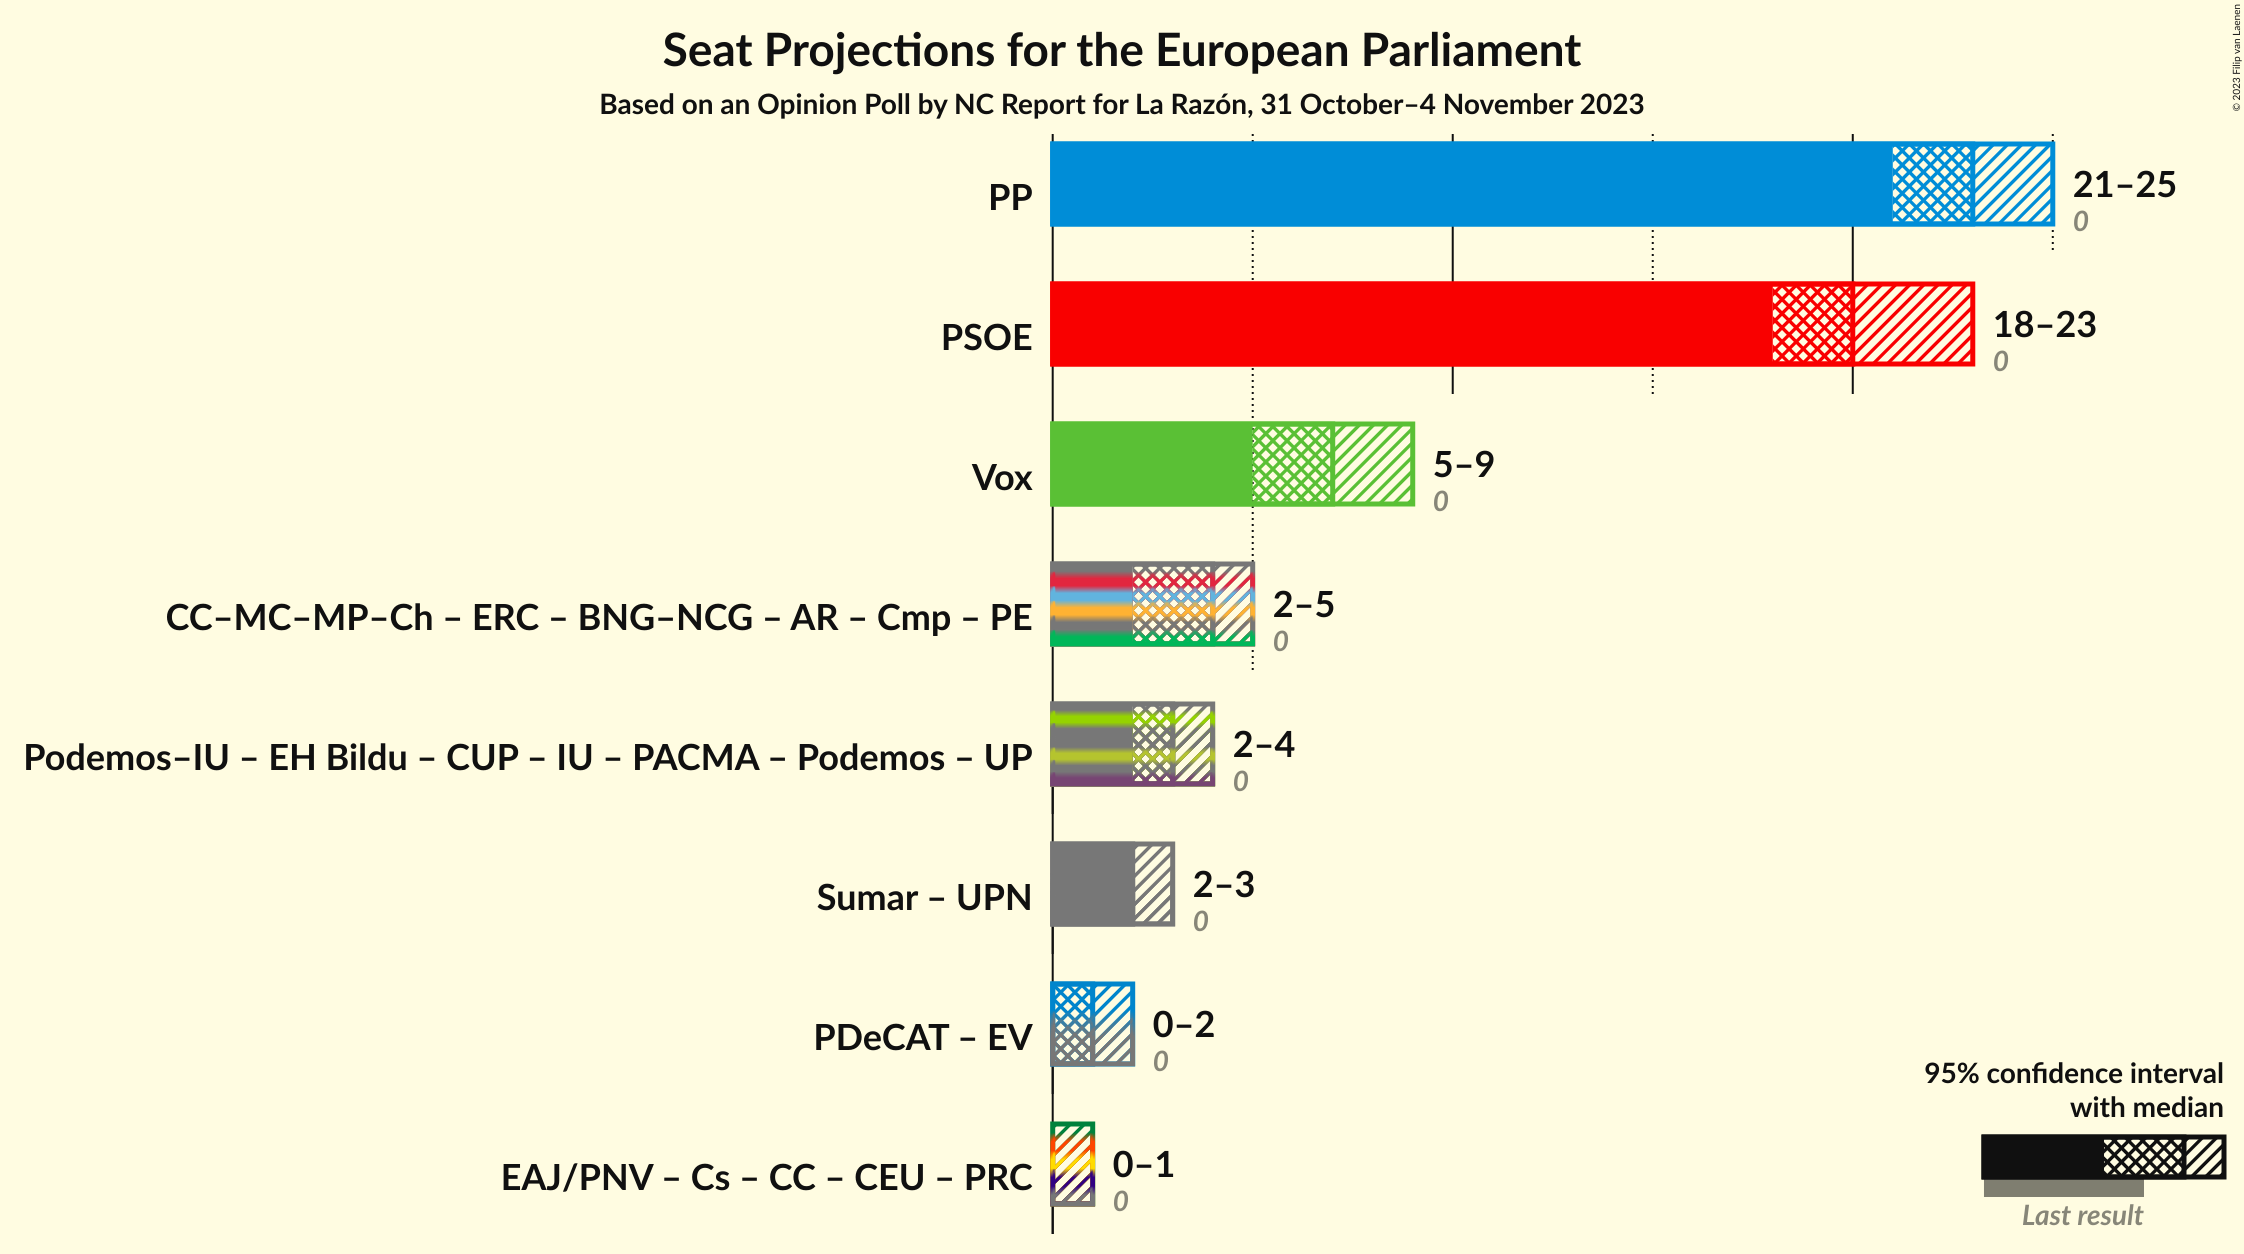 Seat Projections for the European Parliament
Based on an Opinion Poll by NC Report for La Razón, 31 October–4 November 2023
© 2023 Filip van Laenen
PP
21–25
0
PSOE
18–23
0
Vox
5–9
0
CC–MC–MP–Ch – ERC – BNG–NCG – AR – Cmp – PE
2–5
0
Podemos–IU – EH Bildu – CUP – IU – PACMA – Podemos – UP
2–4
0
Sumar – UPN
2–3
0
PDeCAT – EV
0–2
0
EAJ/PNV – Cs – CC – CEU – PRC
0–1
0
95% confidence interval
with median
Last result